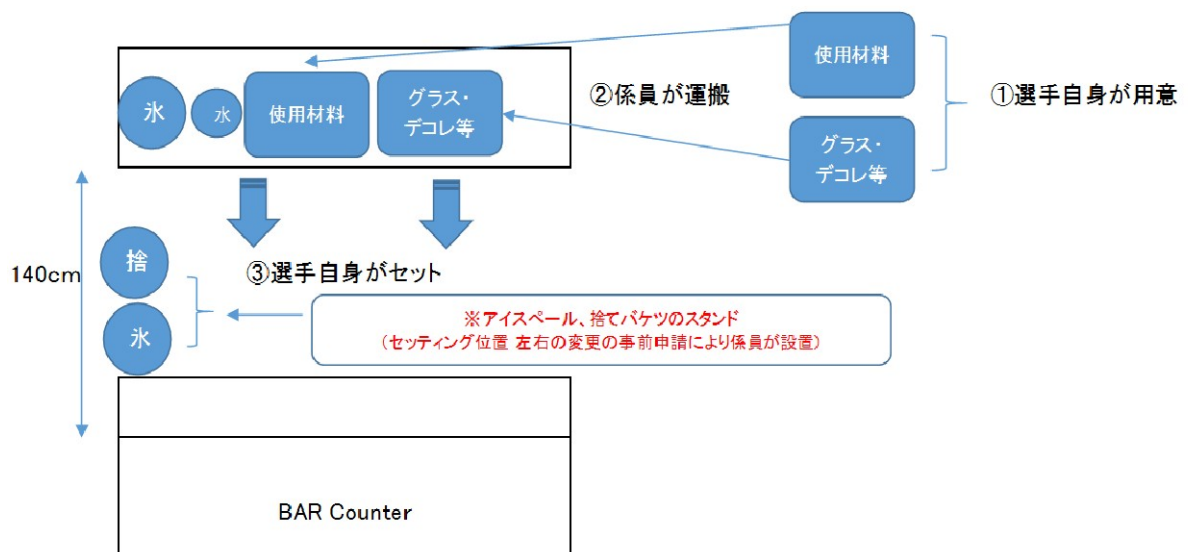 氷
水
使用材料
グラス・
デコレ等
②係員が運搬
使用材料
グラス・
デコレ等
①選手自身が用意
140cm
捨
氷
③選手自身がセット
※アイスペール、捨てバケツのスタンド
(セッティング位置 左右の変更の事前申請により係員が設置)
BAR Counter